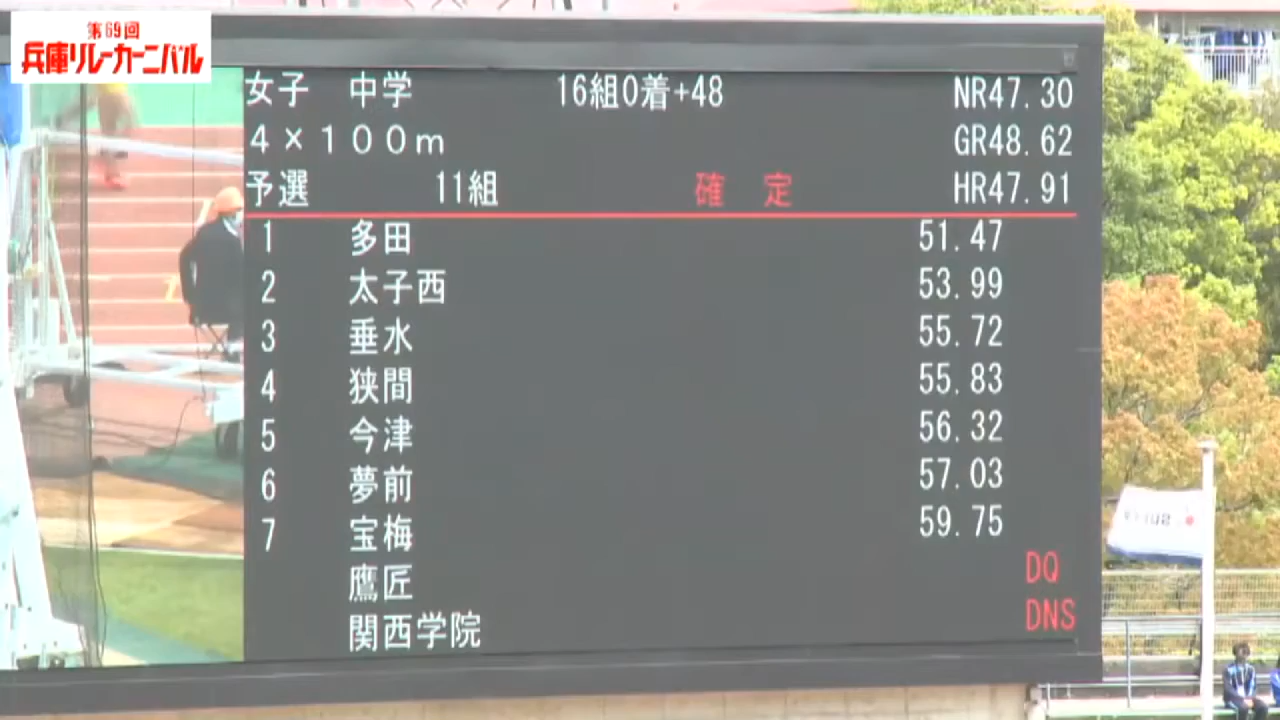 第69回
兵庫リレーカーニバル
女子 中学 16組0着+48 NR47.30
4×100m GR48.62
予選 11組 確定 HR47.91
1 多田 51.47
2 太子西 53.99
3 垂水 55.72
4 狭間 55.83
5 今津 56.32
6 夢前 57.03
7 宝梅 59.75
鷹匠 DQ
関西学院 DNS